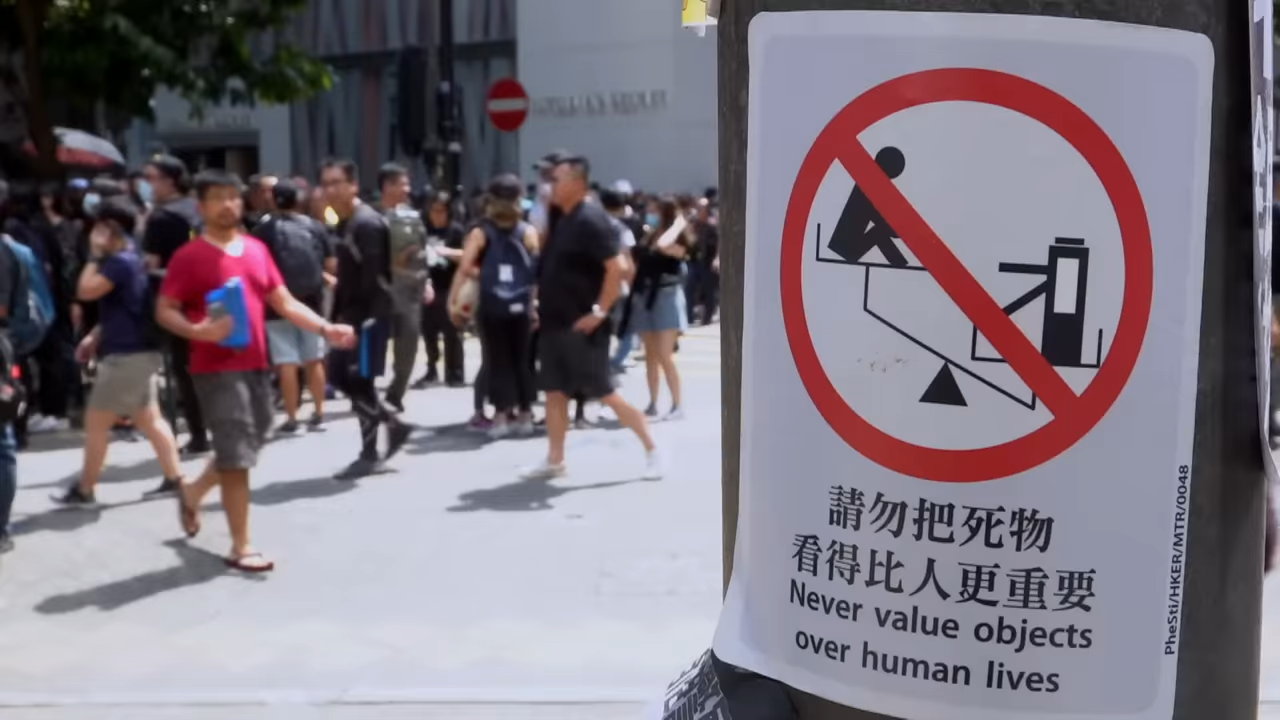 請勿把死物
看得比人更重要
Never value objects
over human lives
PheSti/HKER/MTR/0048